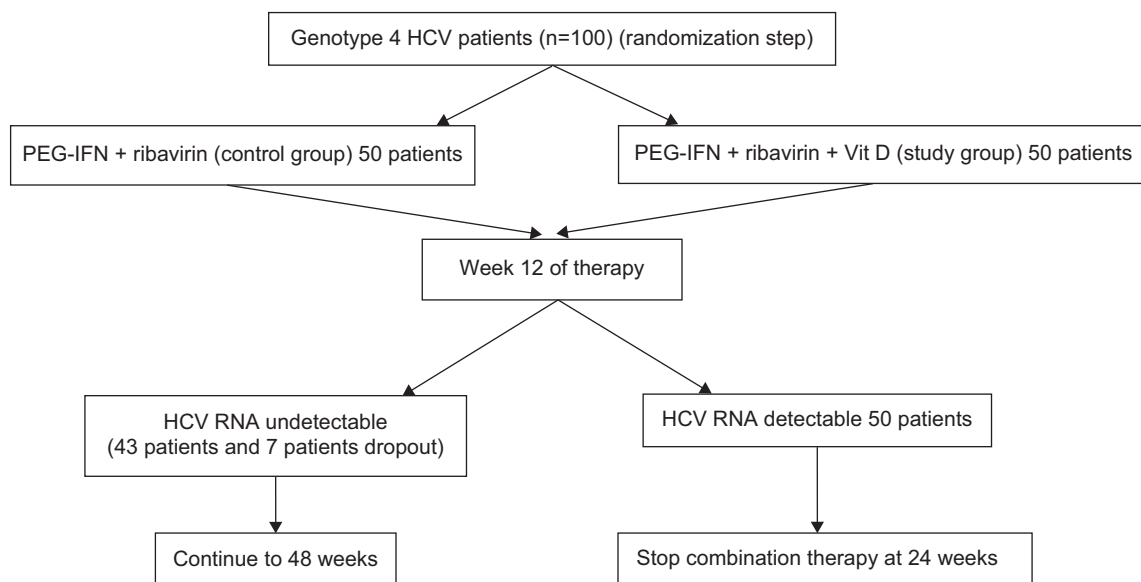 Genotype 4 HCV patients (n=100) (randomization step)
PEG-IFN + ribavirin (control group) 50 patients
PEG-IFN + ribavirin + Vit D (study group) 50 patients
Week 12 of therapy
HCV RNA undetectable
(43 patients and 7 patients dropout)
HCV RNA detectable 50 patients
Continue to 48 weeks
Stop combination therapy at 24 weeks